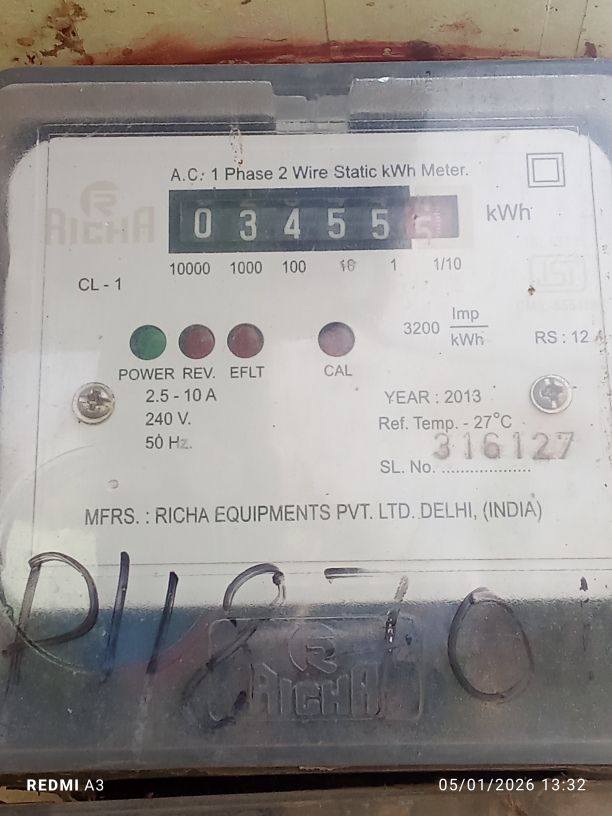 A.C. 1 Phase 2 Wire Static kWh Meter.
RICHA
0 3 4 5 5 5 kWh
10000 1000 100 10 1 1/10
CL - 1
3200 Imp/kWh
RS : 12
POWER REV. EFLT CAL
2.5 - 10 A
240 V.
50 Hz.
YEAR : 2013
Ref. Temp. - 27°C
316127
SL. No. ...................
MFRS. : RICHA EQUIPMENTS PVT. LTD. DELHI, (INDIA)
P11870
RICHA
REDMI A3
05/01/2026 13:32